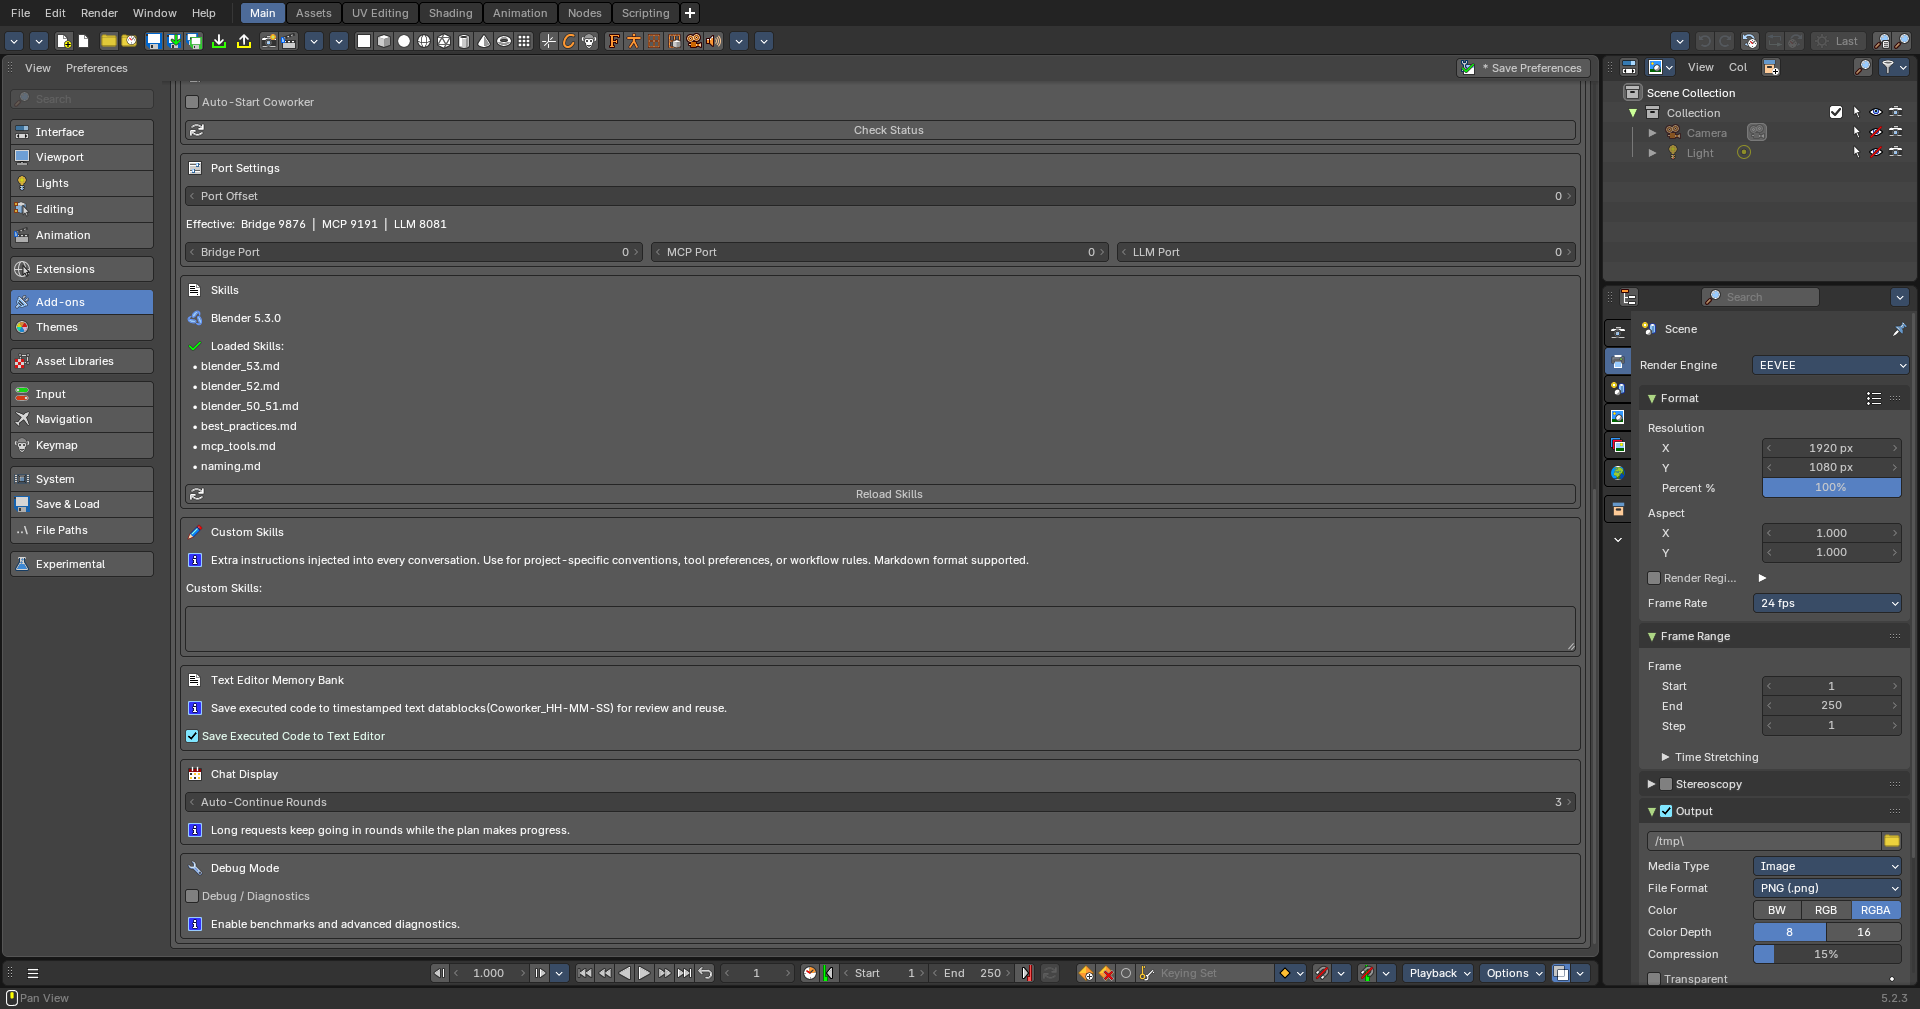 File Edit Render Window Help Main Assets UV Editing Shading Animation Nodes Scripting
Last
View Preferences * Save Preferences
Search
Interface
Viewport
Lights
Editing
Animation
Extensions
Add-ons
Themes
Asset Libraries
Input
Navigation
Keymap
System
Save & Load
File Paths
Experimental
Auto-Start Coworker
Check Status
Port Settings
Port Offset 0
Effective: Bridge 9876 | MCP 9191 | LLM 8081
Bridge Port 0 MCP Port 0 LLM Port 0
Skills
Blender 5.3.0
Loaded Skills:
• blender_53.md
• blender_52.md
• blender_50_51.md
• best_practices.md
• mcp_tools.md
• naming.md
Reload Skills
Custom Skills
Extra instructions injected into every conversation. Use for project-specific conventions, tool preferences, or workflow rules. Markdown format supported.
Custom Skills:
Text Editor Memory Bank
Save executed code to timestamped text datablocks(Coworker_HH-MM-SS) for review and reuse.
Save Executed Code to Text Editor
Chat Display
Auto-Continue Rounds 3
Long requests keep going in rounds while the plan makes progress.
Debug Mode
Debug / Diagnostics
Enable benchmarks and advanced diagnostics.
View Col
Scene Collection
Collection
Camera
Light
Search
Scene
Render Engine EEVEE
Format
Resolution
X 1920 px
Y 1080 px
Percent % 100%
Aspect
X 1.000
Y 1.000
Render Regi...
Frame Rate 24 fps
Frame Range
Frame
Start 1
End 250
Step 1
Time Stretching
Stereoscopy
Output
/tmp\
Media Type Image
File Format PNG (.png)
Color BW RGB RGBA
Color Depth 8 16
Compression 15%
Transparent
1.000 1 Start 1 End 250 Keying Set Playback Options
Pan View 5.2.3